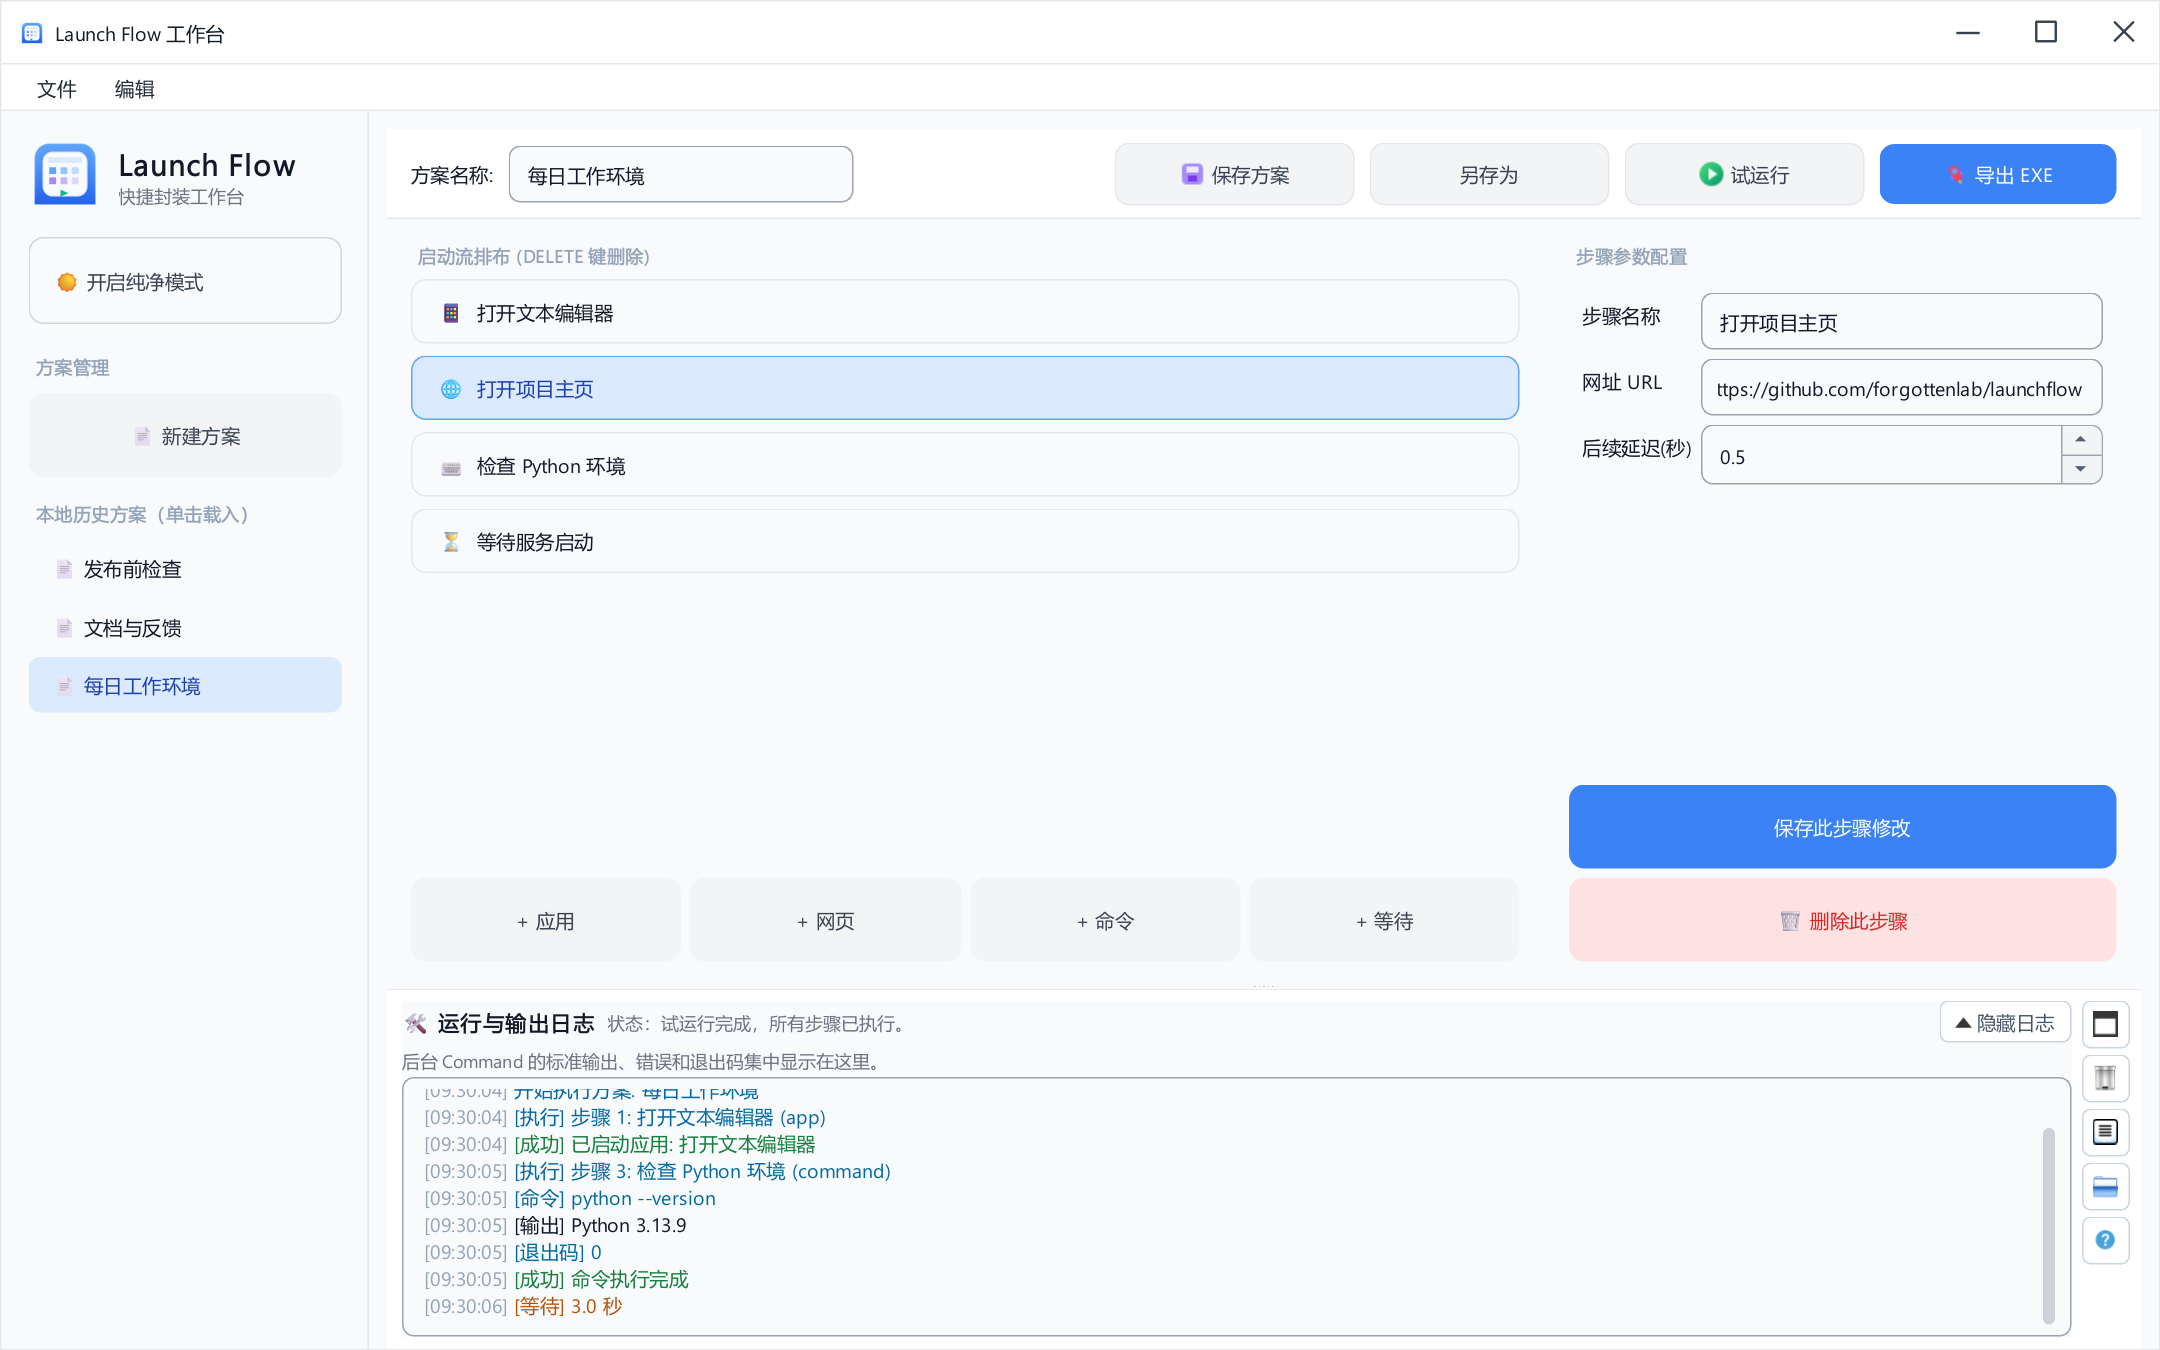 Launch Flow 工作台
文件 编辑
Launch Flow
快捷封装工作台
开启纯净模式
方案管理
新建方案
本地历史方案（单击载入）
发布前检查
文档与反馈
每日工作环境
方案名称: 每日工作环境
保存方案 另存为 试运行 导出 EXE
启动流排布 (DELETE 键删除)
打开文本编辑器
打开项目主页
检查 Python 环境
等待服务启动
+ 应用 + 网页 + 命令 + 等待
步骤参数配置
步骤名称 打开项目主页
网址 URL ttps://github.com/forgottenlab/launchflow
后续延迟(秒) 0.5
保存此步骤修改
删除此步骤
运行与输出日志 状态：试运行完成，所有步骤已执行。
▲ 隐藏日志
后台 Command 的标准输出、错误和退出码集中显示在这里。
[09:30:04] 开始执行方案: 每日工作环境
[09:30:04] [执行] 步骤 1: 打开文本编辑器 (app)
[09:30:04] [成功] 已启动应用: 打开文本编辑器
[09:30:05] [执行] 步骤 3: 检查 Python 环境 (command)
[09:30:05] [命令] python --version
[09:30:05] [输出] Python 3.13.9
[09:30:05] [退出码] 0
[09:30:05] [成功] 命令执行完成
[09:30:06] [等待] 3.0 秒